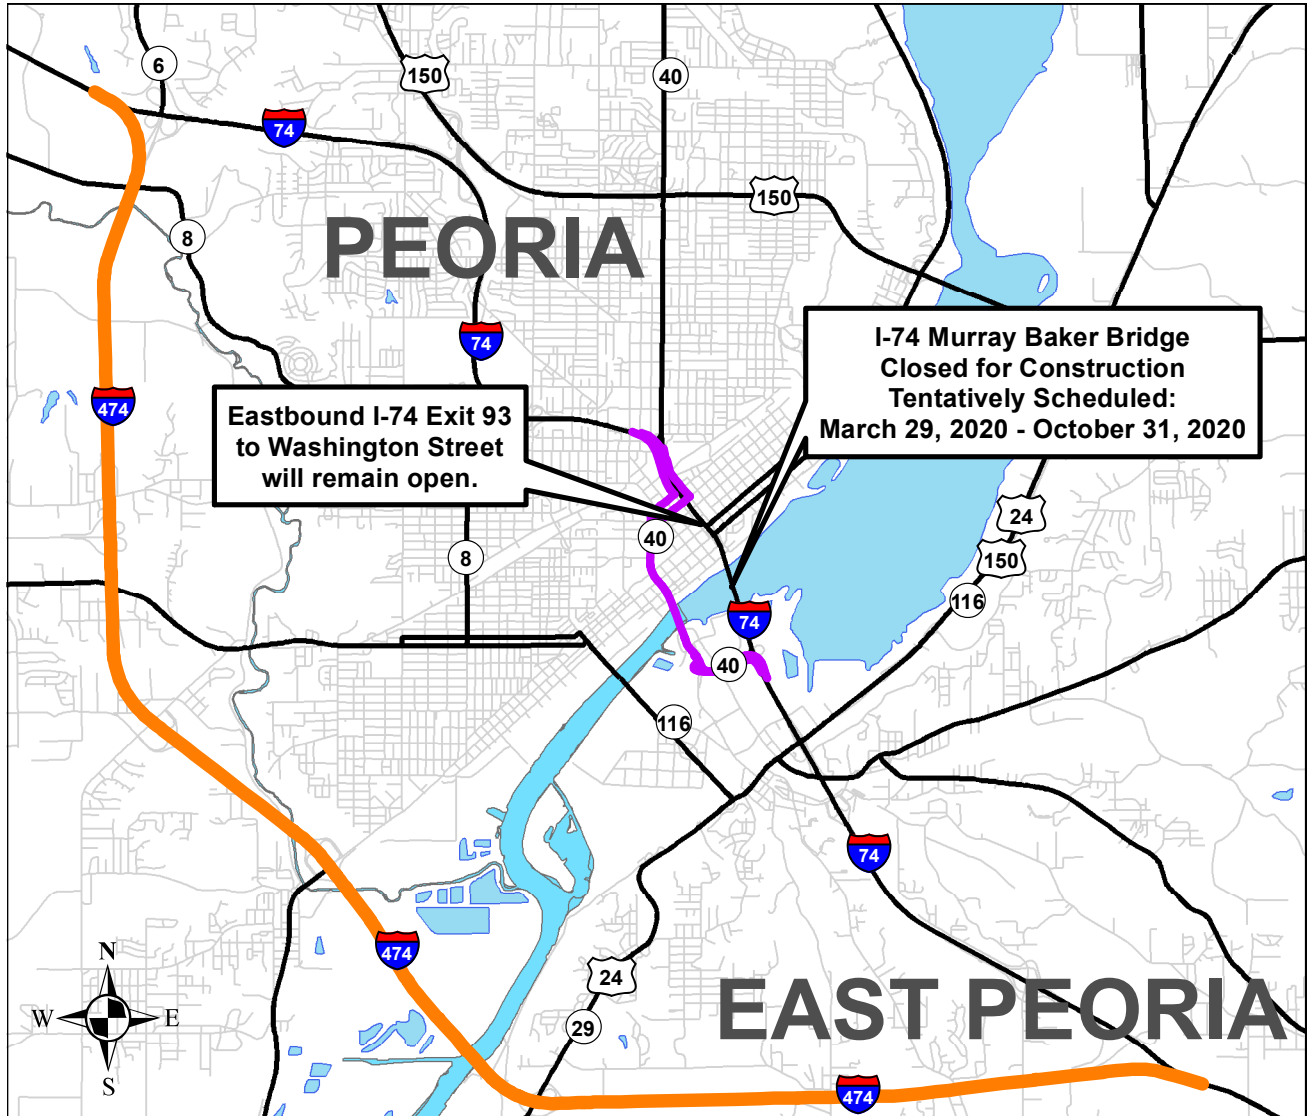 6
150
40
74
150
8
PEORIA
74
I-74 Murray Baker Bridge
Closed for Construction
Tentatively Scheduled:
March 29, 2020 - October 31, 2020
474
Eastbound I-74 Exit 93
to Washington Street
will remain open.
24
40
8
150
116
74
40
116
74
474
N
W
E
S
24
29
EAST PEORIA
474